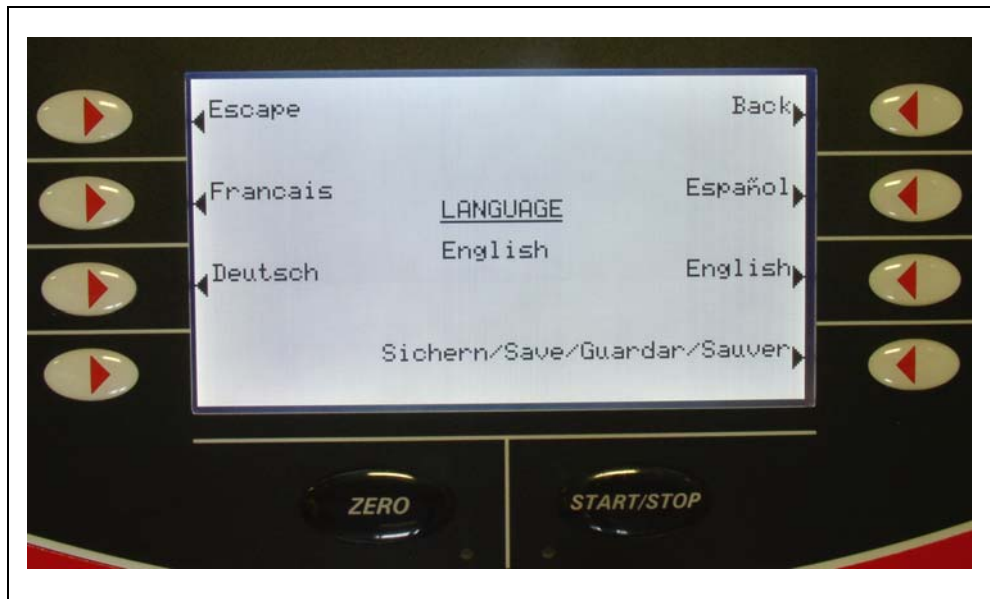 Escape
Back
Francais
Español
LANGUAGE
English
Deutsch
English
Sichern/Save/Guardar/Sauver
ZERO
START/STOP